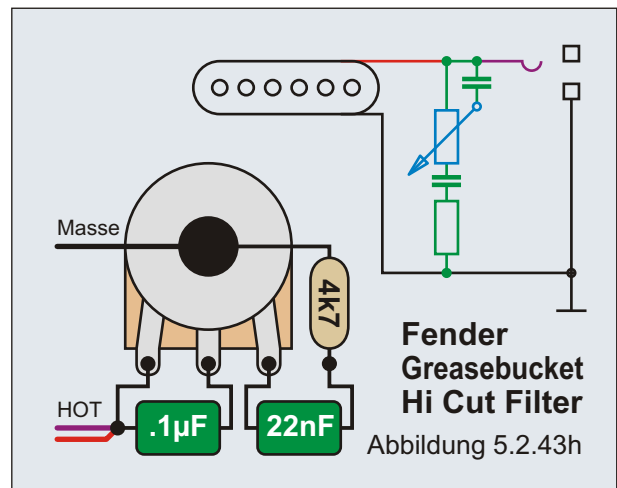 Masse
4k7
HOT
.1µF
22nF
Fender
Greasebucket
Hi Cut Filter
Abbildung 5.2.43h